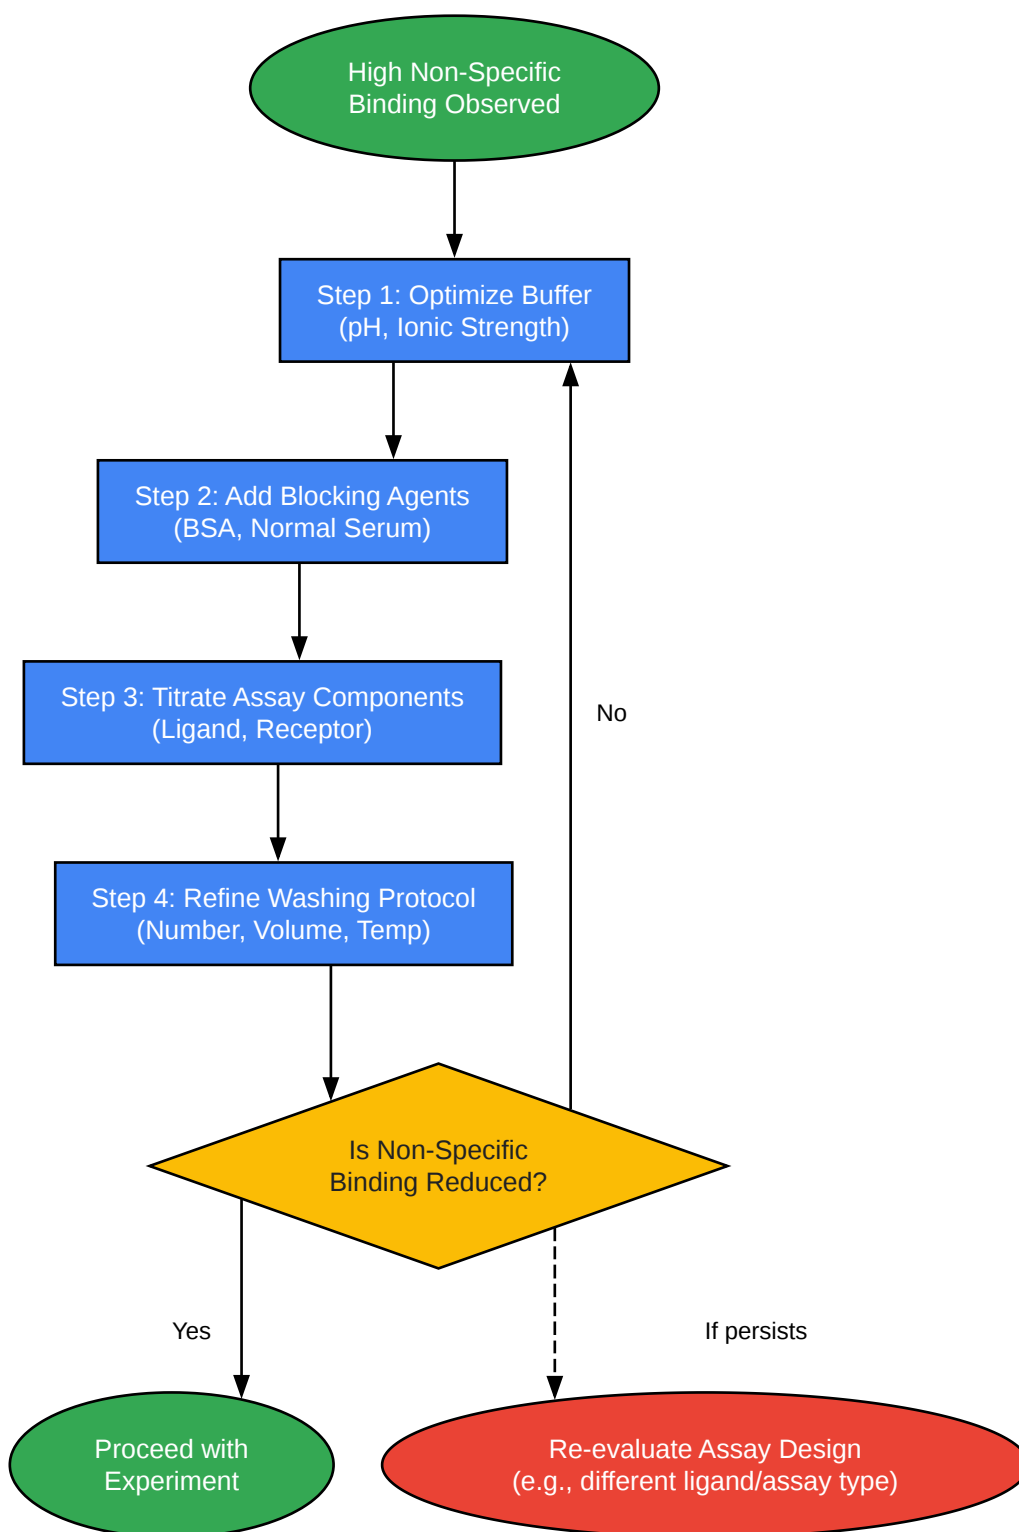 High Non-Specific
Binding Observed
Step 1: Optimize Buffer
(pH, Ionic Strength)
Step 2: Add Blocking Agents
(BSA, Normal Serum)
Step 3: Titrate Assay Components
(Ligand, Receptor)
No
Step 4: Refine Washing Protocol
(Number, Volume, Temp)
Is Non-Specific
Binding Reduced?
Yes
If persists
Proceed with
Experiment
Re-evaluate Assay Design
(e.g., different ligand/assay type)